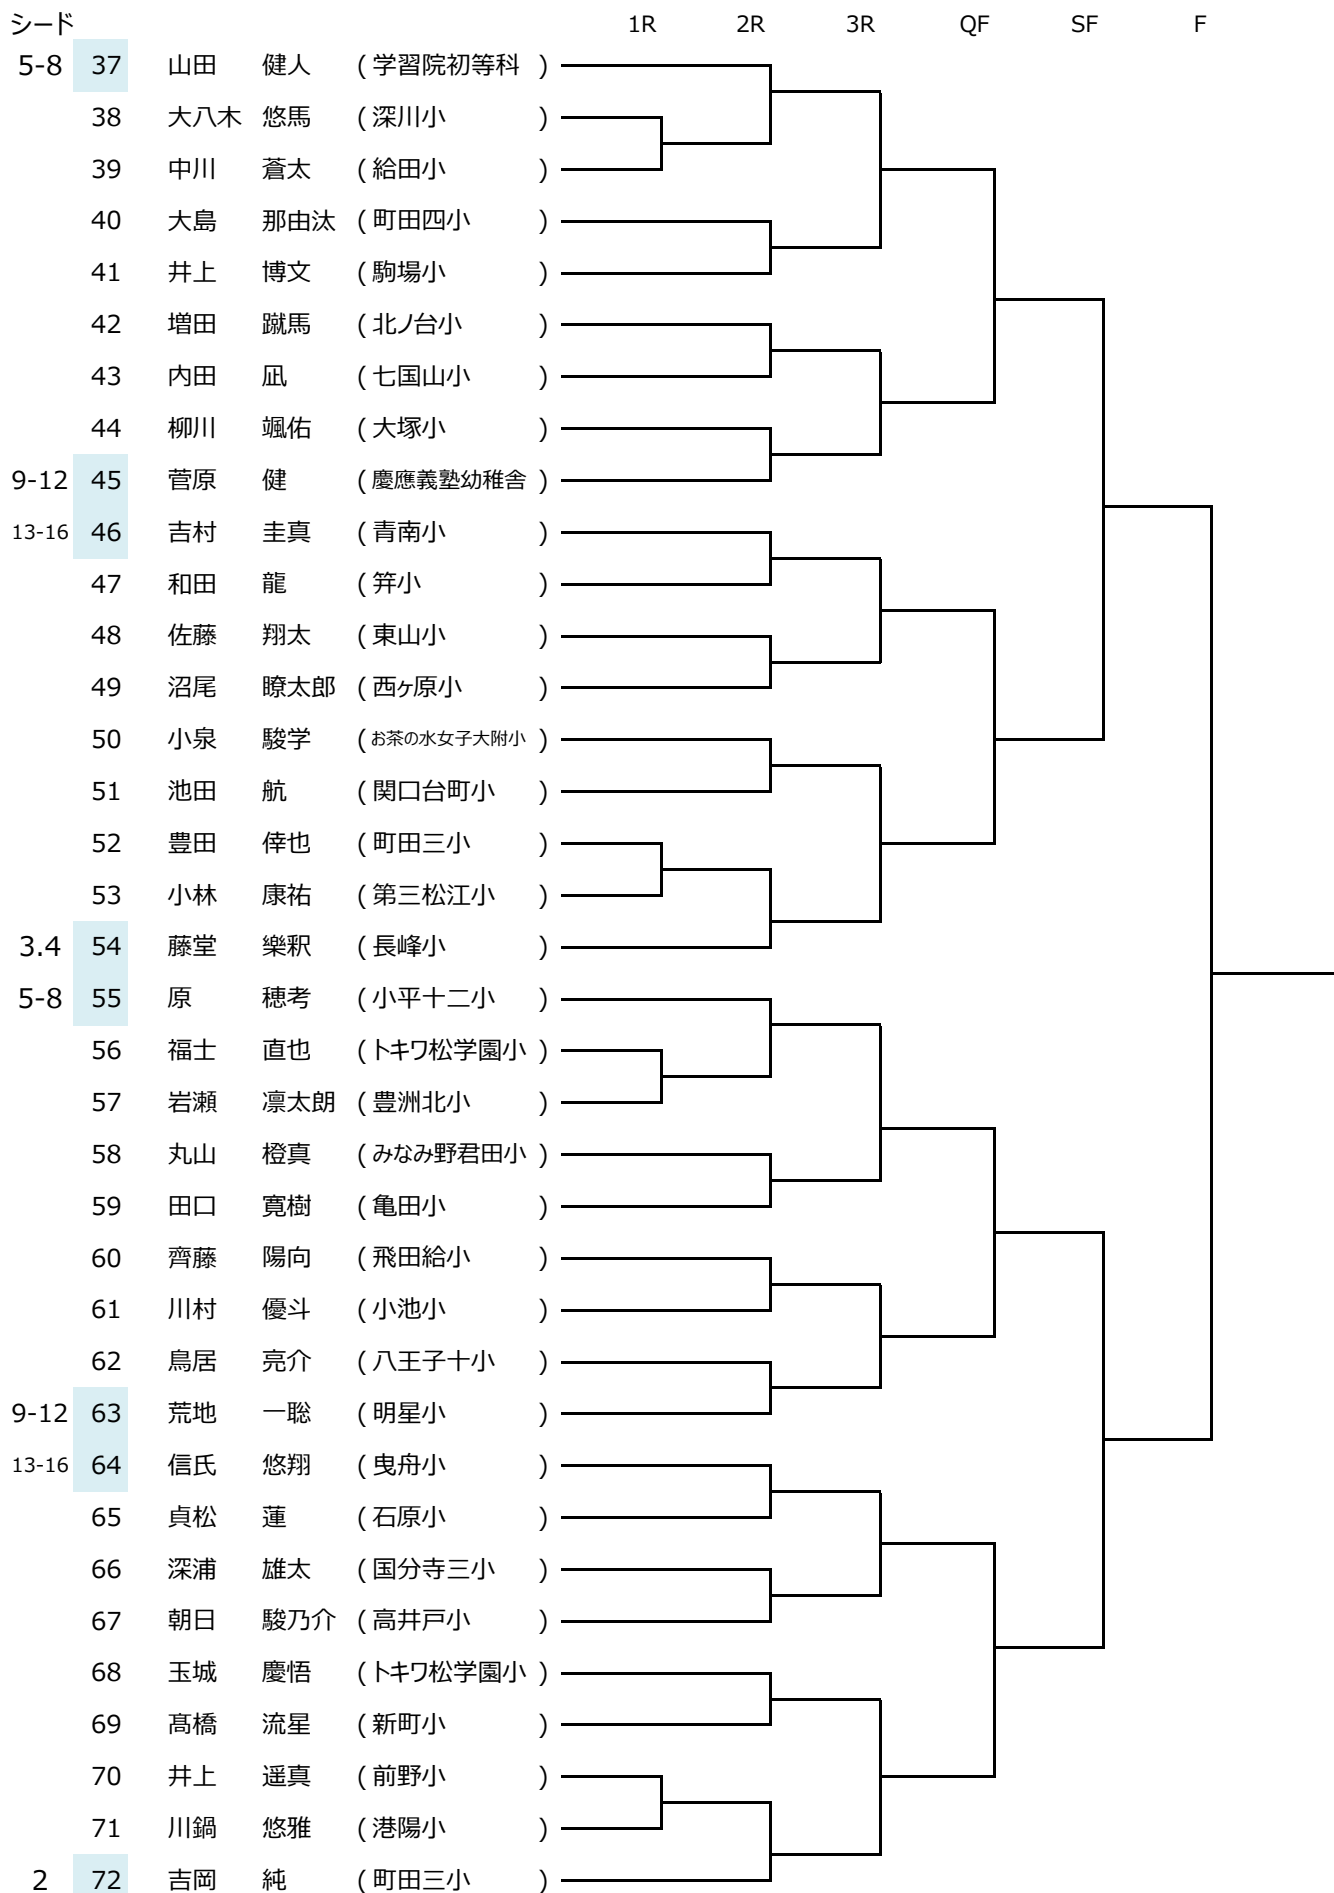 シード 1R 2R 3R QF SF F
5-8 37 山田 健人 ( 学習院初等科 )
38 大八木 悠馬 ( 深川小 )
39 中川 蒼太 ( 給田小 )
40 大島 那由汰 ( 町田四小 )
41 井上 博文 ( 駒場小 )
42 増田 蹴馬 ( 北ノ台小 )
43 内田 凪 ( 七国山小 )
44 柳川 颯佑 ( 大塚小 )
9-12 45 菅原 健 ( 慶應義塾幼稚舎 )
13-16 46 吉村 圭真 ( 青南小 )
47 和田 龍 ( 笄小 )
48 佐藤 翔太 ( 東山小 )
49 沼尾 瞭太郎 ( 西ヶ原小 )
50 小泉 駿学 ( お茶の水女子大附小 )
51 池田 航 ( 関口台町小 )
52 豊田 倖也 ( 町田三小 )
53 小林 康祐 ( 第三松江小 )
3.4 54 藤堂 樂釈 ( 長峰小 )
5-8 55 原 穂考 ( 小平十二小 )
56 福士 直也 ( トキワ松学園小 )
57 岩瀬 凛太朗 ( 豊洲北小 )
58 丸山 橙真 ( みなみ野君田小 )
59 田口 寛樹 ( 亀田小 )
60 齊藤 陽向 ( 飛田給小 )
61 川村 優斗 ( 小池小 )
62 鳥居 亮介 ( 八王子十小 )
9-12 63 荒地 一聡 ( 明星小 )
13-16 64 信氏 悠翔 ( 曳舟小 )
65 貞松 蓮 ( 石原小 )
66 深浦 雄太 ( 国分寺三小 )
67 朝日 駿乃介 ( 高井戸小 )
68 玉城 慶悟 ( トキワ松学園小 )
69 髙橋 流星 ( 新町小 )
70 井上 遥真 ( 前野小 )
71 川鍋 悠雅 ( 港陽小 )
2 72 吉岡 純 ( 町田三小 )